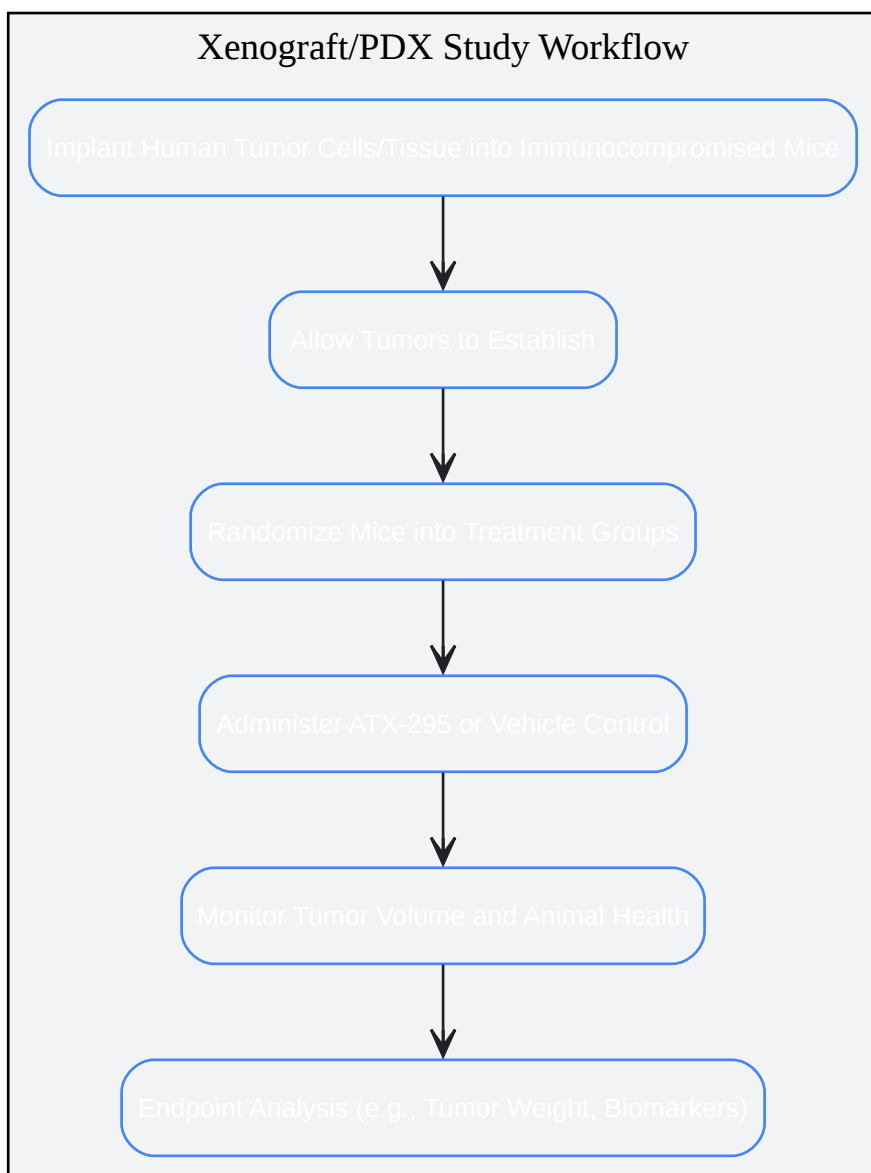 Xenograft/PDX Study Workflow
Implant Human Tumor Cells/Tissue into Immunocompromised Mice
Allow Tumors to Establish
Randomize Mice into Treatment Groups
Administer ATX-295 or Vehicle Control
Monitor Tumor Volume and Animal Health
Endpoint Analysis (e.g., Tumor Weight, Biomarkers)